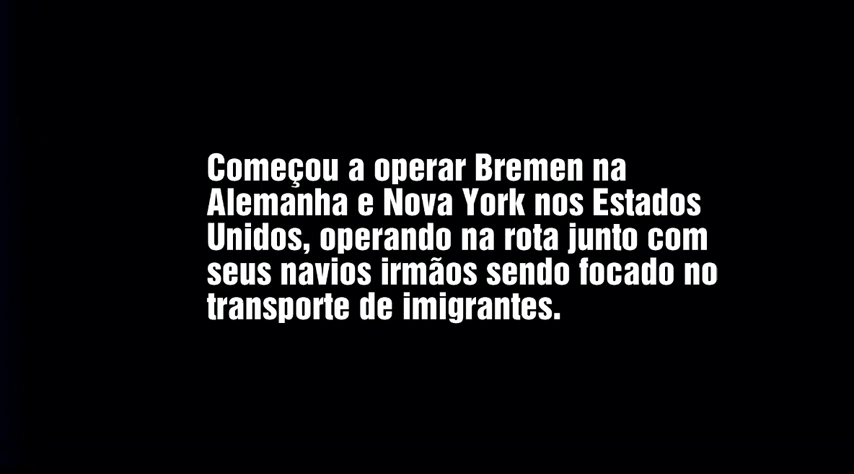 Começou a operar Bremen na
Alemanha e Nova York nos Estados
Unidos, operando na rota junto com
seus navios irmãos sendo focado no
transporte de imigrantes.